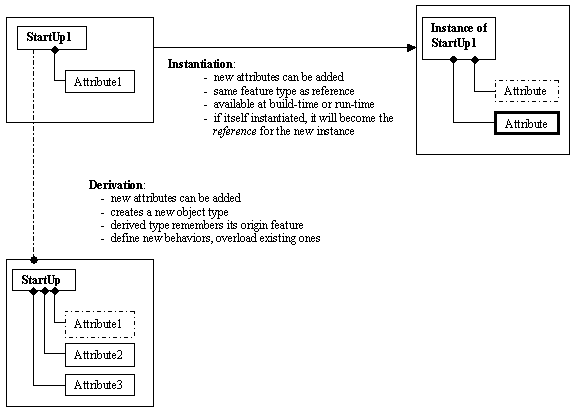 StartUp1
Attribute1
Instance of
StartUp1
Attribute
Attribute
Instantiation:
- new attributes can be added
- same feature type as reference
- available at build-time or run-time
- if itself instantiated, it will become the
reference for the new instance
Derivation:
- new attributes can be added
- creates a new object type
- derived type remembers its origin feature
- define new behaviors, overload existing ones
StartUp
Attribute1
Attribute2
Attribute3